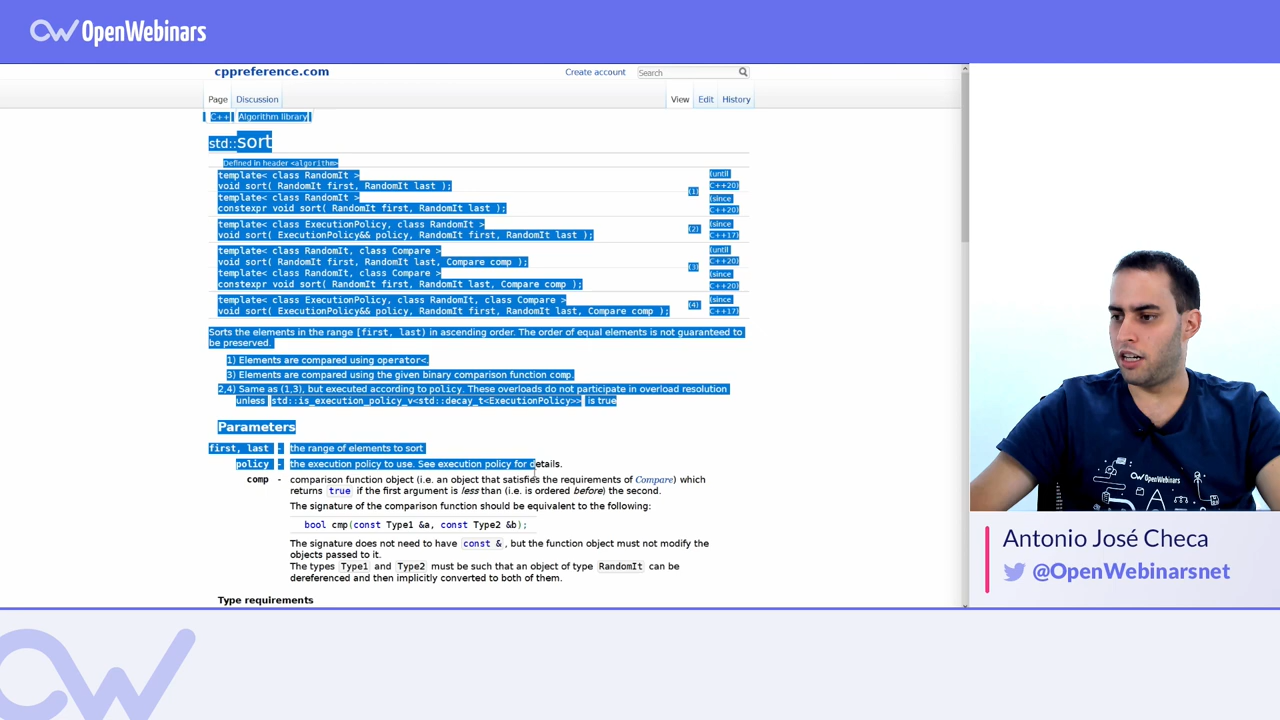 OpenWebinars
cppreference.com
Create account
Search
Page
Discussion
View
Edit
History
C++
Algorithm library
std::sort
Defined in header <algorithm>
template< class RandomIt >
void sort( RandomIt first, RandomIt last );
(until C++20)
template< class RandomIt >
constexpr void sort( RandomIt first, RandomIt last );
(since C++20)
(1)
template< class ExecutionPolicy, class RandomIt >
void sort( ExecutionPolicy&& policy, RandomIt first, RandomIt last );
(2)
(since C++17)
template< class RandomIt, class Compare >
void sort( RandomIt first, RandomIt last, Compare comp );
(until C++20)
template< class RandomIt, class Compare >
constexpr void sort( RandomIt first, RandomIt last, Compare comp );
(since C++20)
(3)
template< class ExecutionPolicy, class RandomIt, class Compare >
void sort( ExecutionPolicy&& policy, RandomIt first, RandomIt last, Compare comp );
(4)
(since C++17)
Sorts the elements in the range [first, last) in ascending order. The order of equal elements is not guaranteed to
be preserved.
1) Elements are compared using operator<.
3) Elements are compared using the given binary comparison function comp.
2,4) Same as (1,3), but executed according to policy. These overloads do not participate in overload resolution
unless std::is_execution_policy_v<std::decay_t<ExecutionPolicy>> is true
Parameters
first, last - the range of elements to sort
policy - the execution policy to use. See execution policy for details.
comp - comparison function object (i.e. an object that satisfies the requirements of Compare) which
returns true if the first argument is less than (i.e. is ordered before) the second.
The signature of the comparison function should be equivalent to the following:
bool cmp(const Type1 &a, const Type2 &b);
The signature does not need to have const &, but the function object must not modify the
objects passed to it.
The types Type1 and Type2 must be such that an object of type RandomIt can be
dereferenced and then implicitly converted to both of them.
Type requirements
OpenWebinars
Antonio José Checa
@OpenWebinarsnet